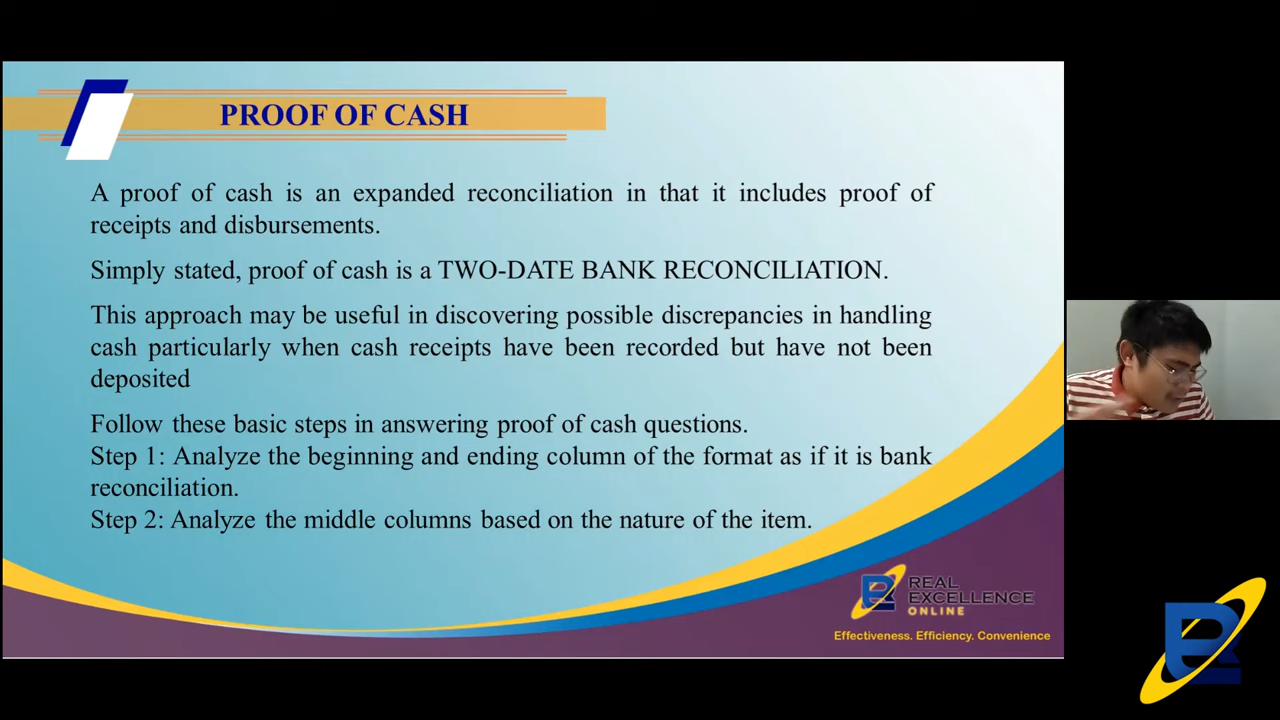 PROOF OF CASH
A proof of cash is an expanded reconciliation in that it includes proof of
receipts and disbursements.
Simply stated, proof of cash is a TWO-DATE BANK RECONCILIATION.
This approach may be useful in discovering possible discrepancies in handling
cash particularly when cash receipts have been recorded but have not been
deposited
Follow these basic steps in answering proof of cash questions.
Step 1: Analyze the beginning and ending column of the format as if it is bank
reconciliation.
Step 2: Analyze the middle columns based on the nature of the item.
REAL
EXCELLENCE
ONLINE
Effectiveness. Efficiency. Convenience